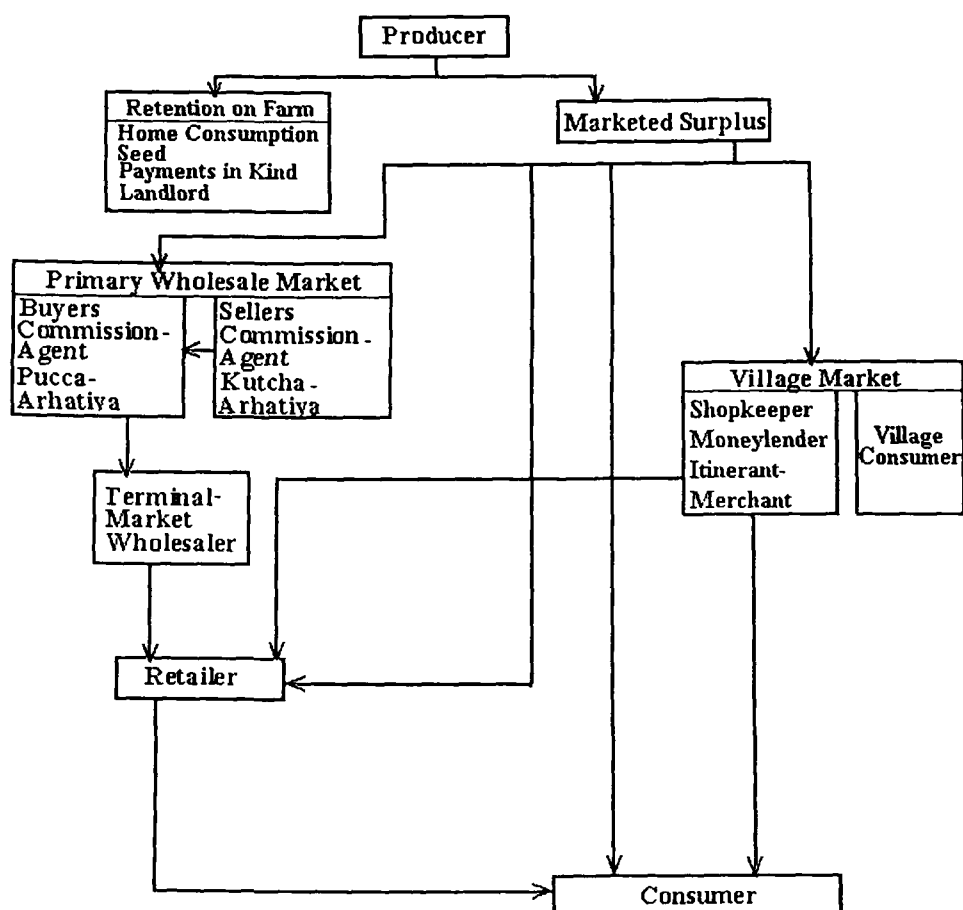 Producer
Retention on Farm
Home Consumption
Seed
Payments in Kind
Landlord
Marketed Surplus
Primary Wholesale Market
Buyers
Commission-
Agent
Pucca-
Arhatiya
Sellers
Commission-
Agent
Kutcha-
Arhatiya
Village Market
Shopkeeper
Moneylender
Itinerant-
Merchant
Village
Consumer
Terminal-
Market
Wholesaler
Retailer
Consumer